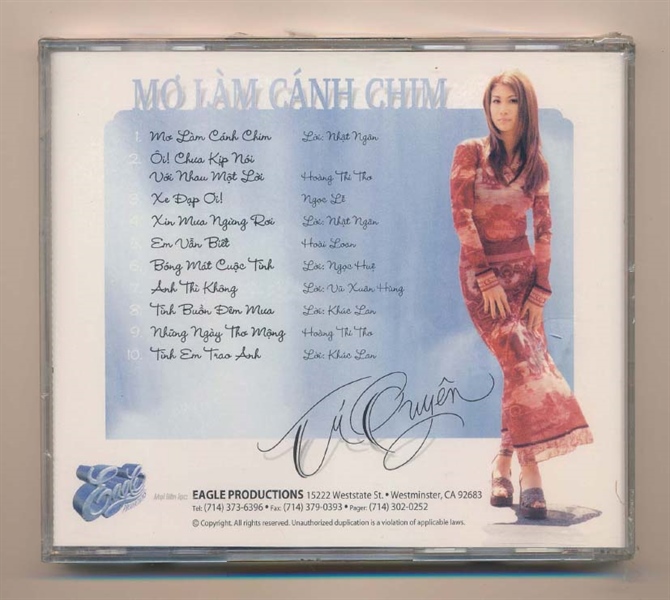 MƠ LÀM CÁNH CHIM
1. Mơ Làm Cánh Chim Lời: Nhật Ngân
2. Ôi! Chưa Kịp Nói
Với Nhau Một Lời Hoàng Thi Thơ
3. Xe Đạp Ơi! Ngọc Lễ
4. Xin Mưa Ngừng Rơi Lời: Nhật Ngân
5. Em Vẫn Biết Hoài Loan
6. Bóng Mát Cuộc Tình Lời: Ngọc Huệ
7. Anh Thì Không Lời: Vũ Xuân Hùng
8. Tình Buồn Đêm Mưa Lời: Khúc Lan
9. Những Ngày Thơ Mộng Hoàng Thi Thơ
10. Tình Em Trao Anh Lời: Khúc Lan
Tú Quyên
Eagle
Mọi liên lạc: EAGLE PRODUCTIONS 15222 Weststate St. • Westminster, CA 92683
Tel: (714) 373-6396 • Fax: (714) 379-0393 • Pager: (714) 302-0252
© Copyright. All rights reserved. Unauthorized duplication is a violation of applicable laws.